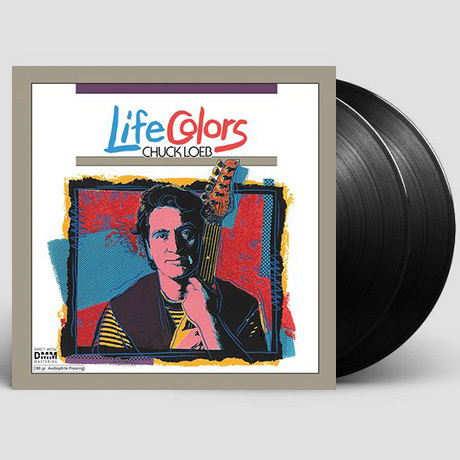 Life Colors
CHUCK LOEB
DIRECT METAL
DMM
MASTERING
180 gr. Audiophile Pressing